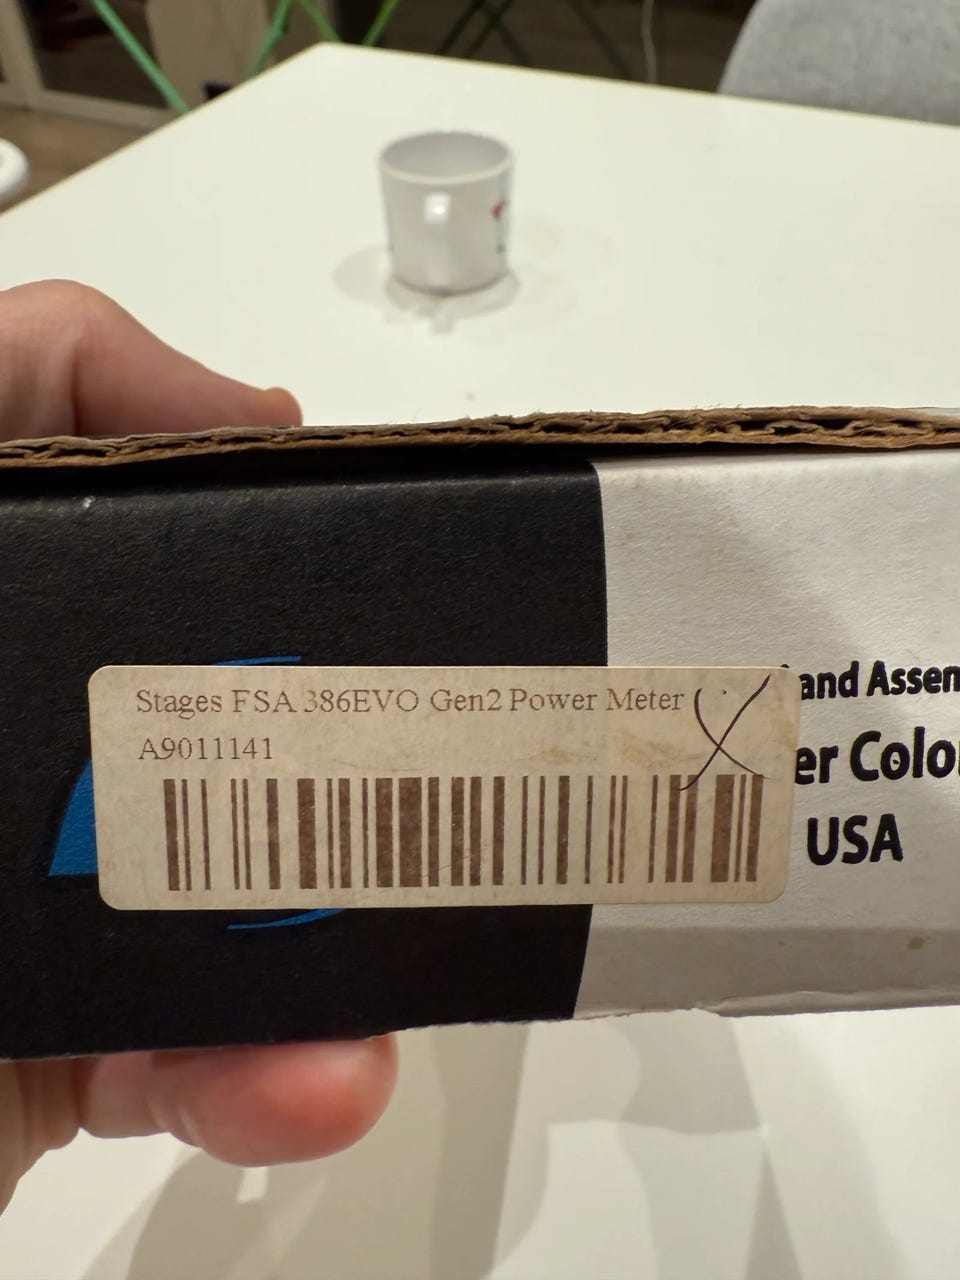 Stages FSA 386EVO Gen2 Power Meter
A9011141
and Assem
er Colo
USA